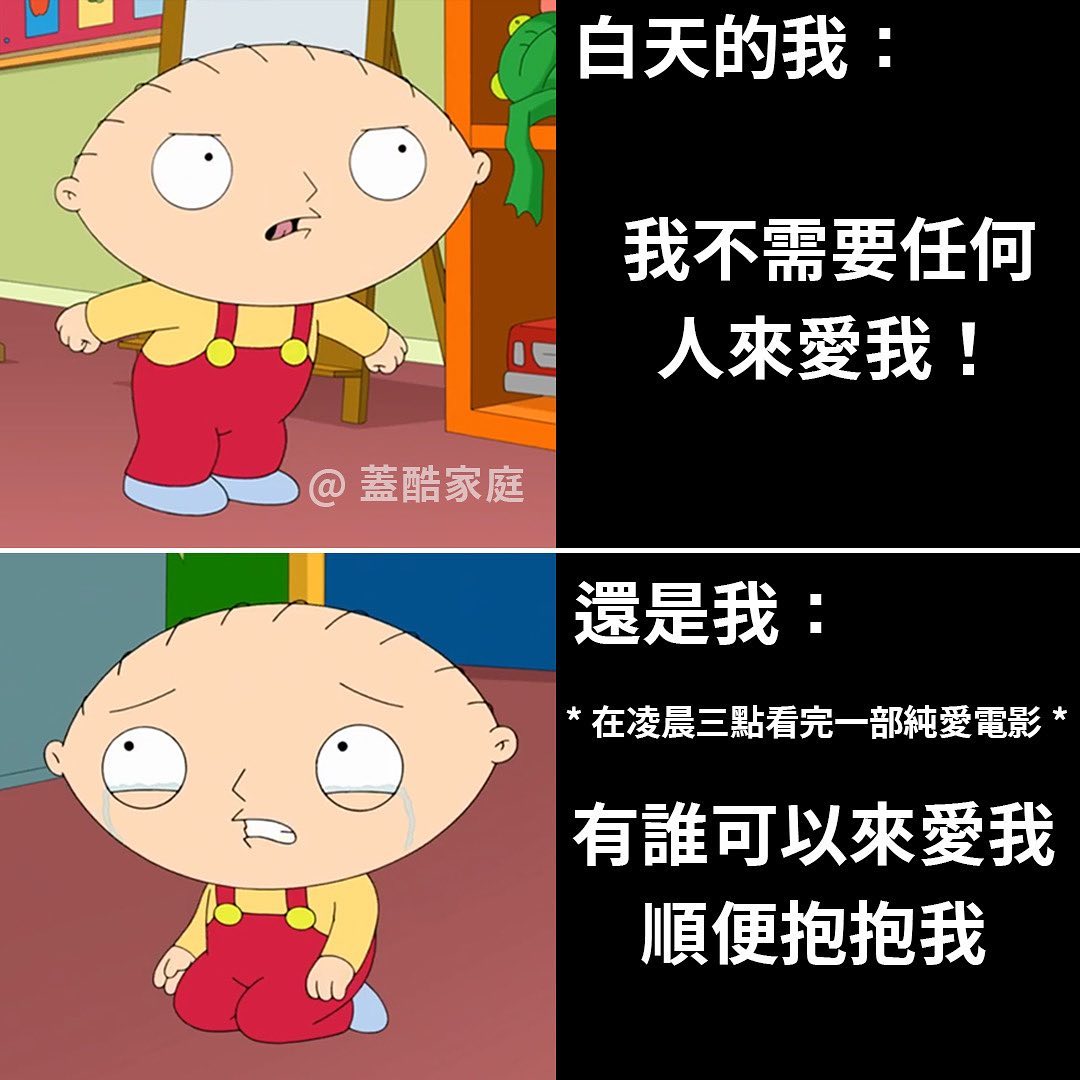 白天的我：
我不需要任何
人來愛我！
@ 蓋酷家庭
還是我：
* 在凌晨三點看完一部純愛電影 *
有誰可以來愛我
順便抱抱我